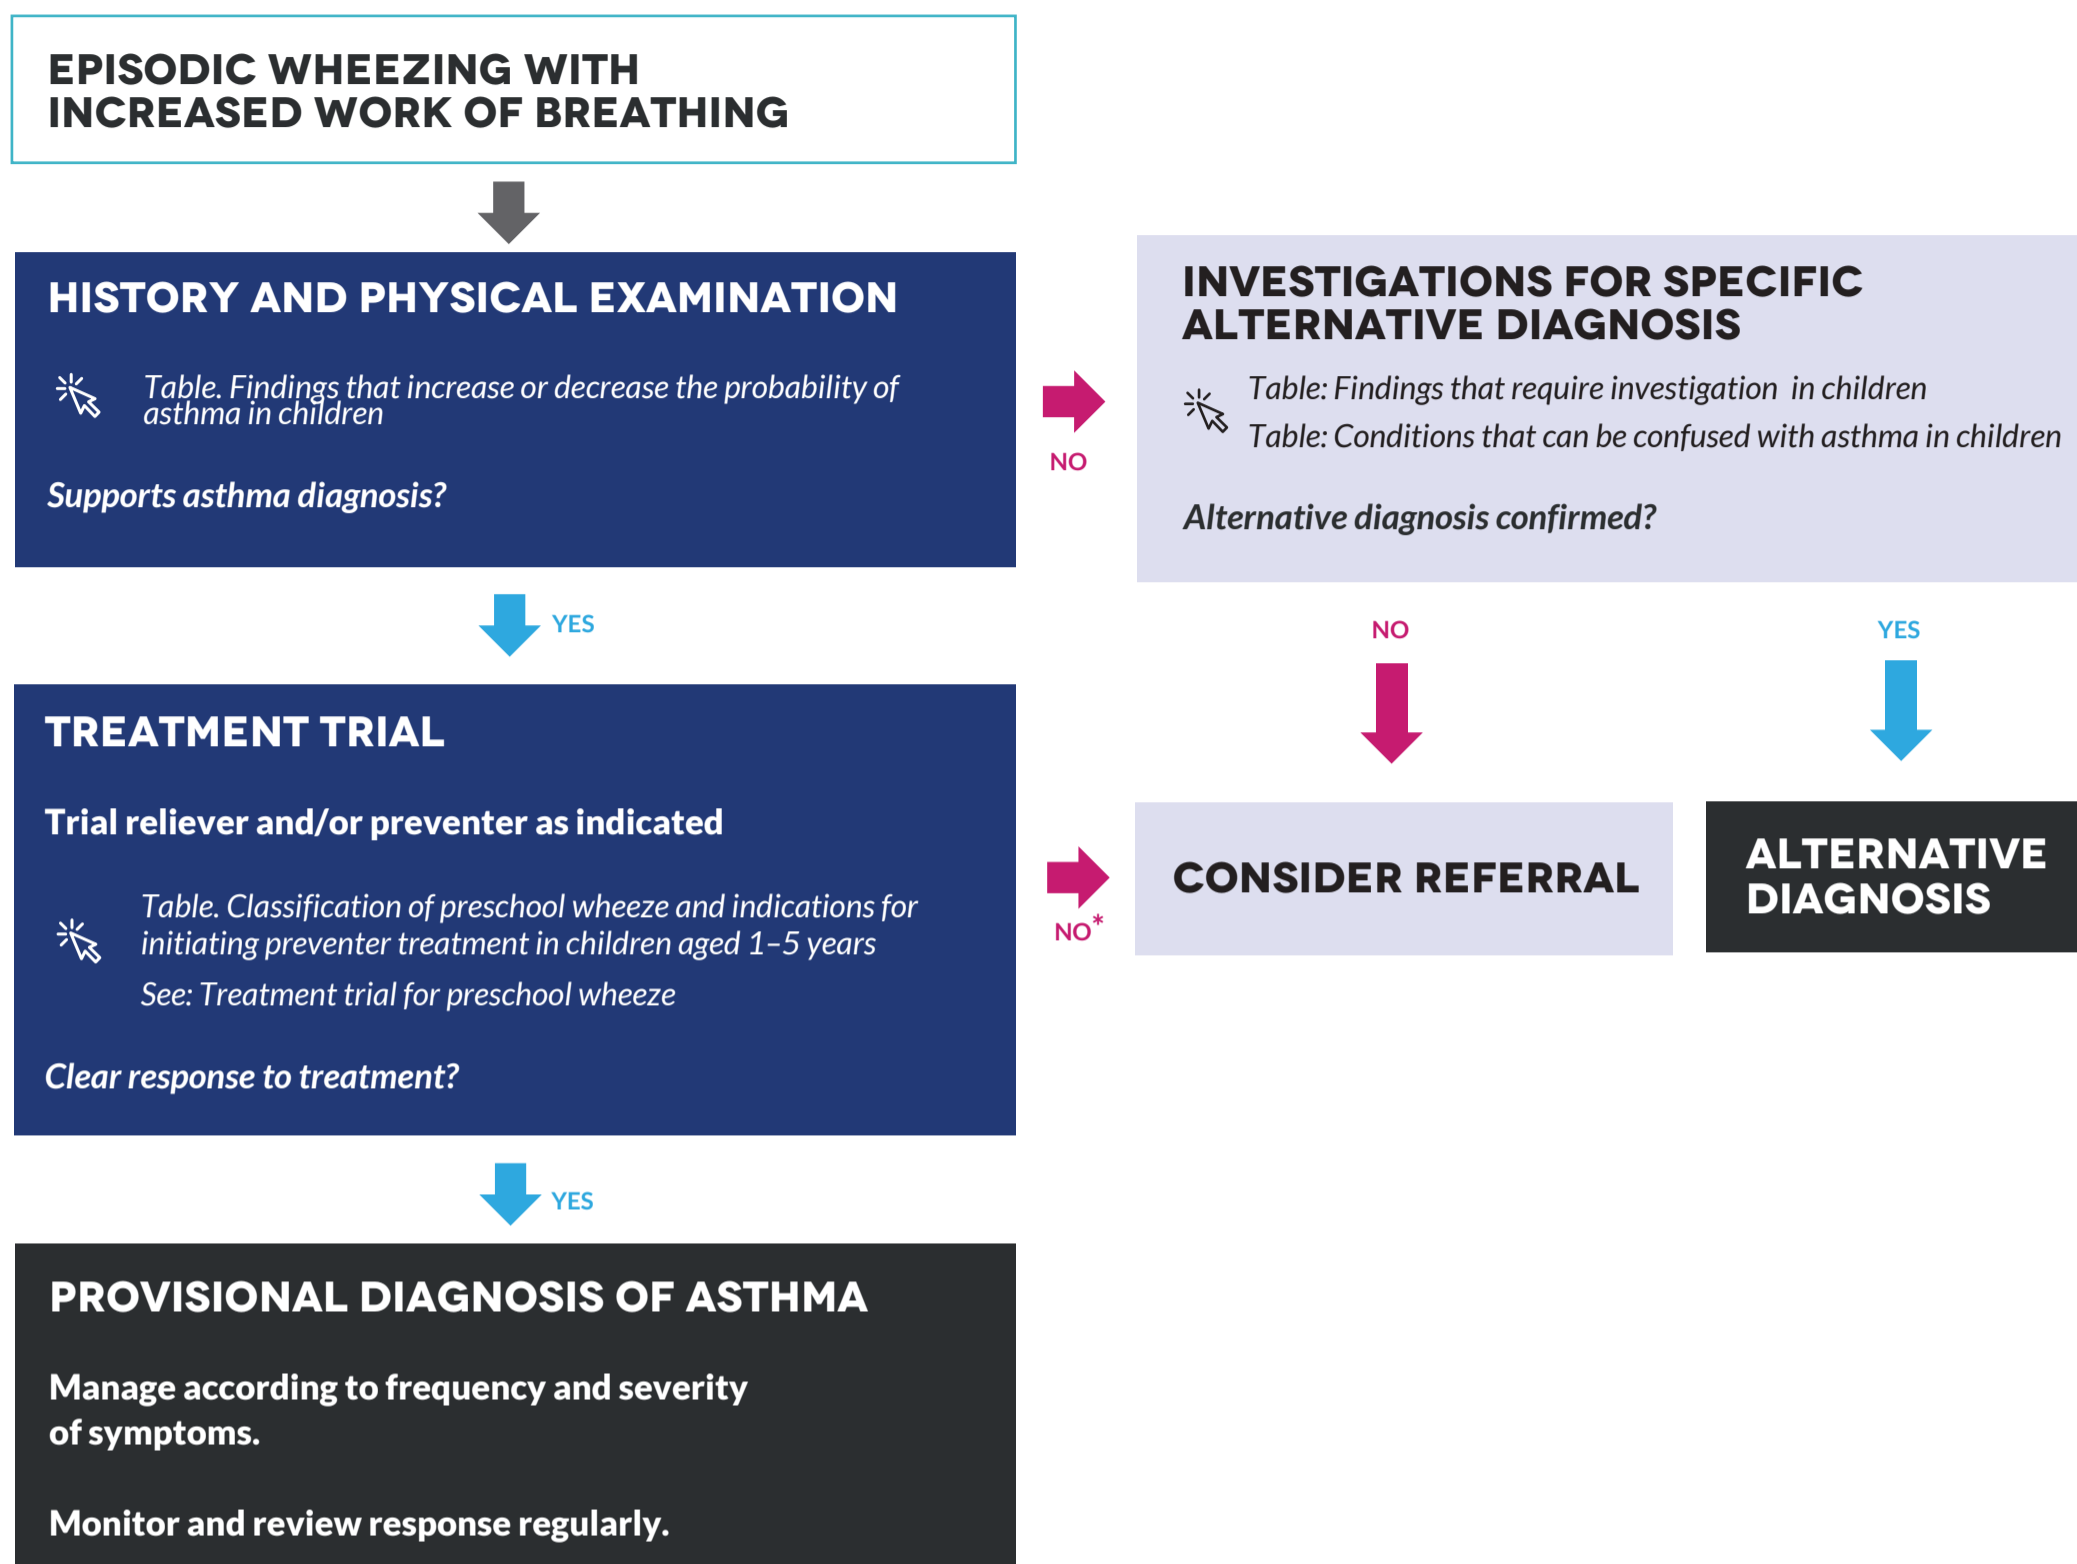 EPISODIC WHEEZING WITH
INCREASED WORK OF BREATHING
HISTORY AND PHYSICAL EXAMINATION
Table. Findings that increase or decrease the probability of
asthma in children
Supports asthma diagnosis?
NO
INVESTIGATIONS FOR SPECIFIC
ALTERNATIVE DIAGNOSIS
Table: Findings that require investigation in children
Table: Conditions that can be confused with asthma in children
Alternative diagnosis confirmed?
YES
NO
YES
TREATMENT TRIAL
Trial reliever and/or preventer as indicated
Table. Classification of preschool wheeze and indications for
initiating preventer treatment in children aged 1–5 years
See: Treatment trial for preschool wheeze
Clear response to treatment?
NO*
CONSIDER REFERRAL
ALTERNATIVE
DIAGNOSIS
YES
PROVISIONAL DIAGNOSIS OF ASTHMA
Manage according to frequency and severity
of symptoms.
Monitor and review response regularly.